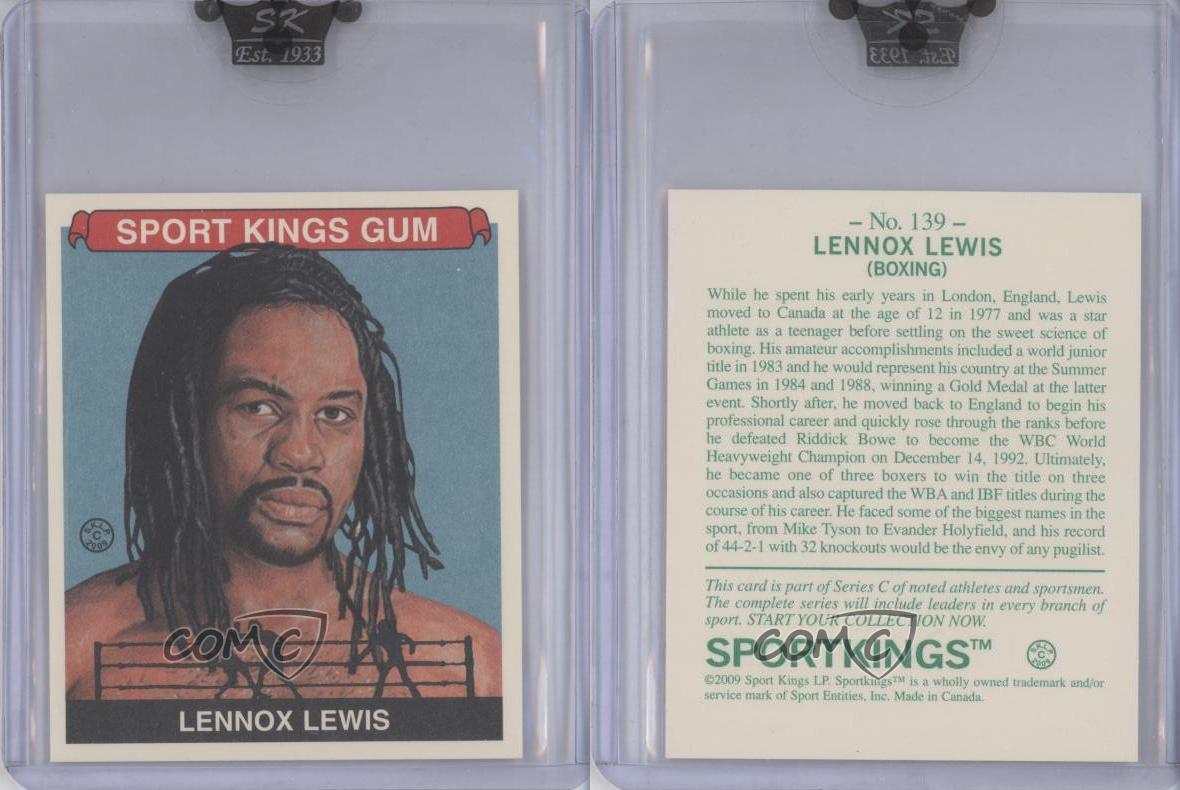 SK
Est. 1933
SPORT KINGS GUM
S.K.L.P.
C
2009
COMC
LENNOX LEWIS
SK
Est. 1933
– No. 139 –
LENNOX LEWIS
(BOXING)
While he spent his early years in London, England, Lewis
moved to Canada at the age of 12 in 1977 and was a star
athlete as a teenager before settling on the sweet science of
boxing. His amateur accomplishments included a world junior
title in 1983 and he would represent his country at the Summer
Games in 1984 and 1988, winning a Gold Medal at the latter
event. Shortly after, he moved back to England to begin his
professional career and quickly rose through the ranks before
he defeated Riddick Bowe to become the WBC World
Heavyweight Champion on December 14, 1992. Ultimately,
he became one of three boxers to win the title on three
occasions and also captured the WBA and IBF titles during the
course of his career. He faced some of the biggest names in the
sport, from Mike Tyson to Evander Holyfield, and his record
of 44-2-1 with 32 knockouts would be the envy of any pugilist.
This card is part of Series C of noted athletes and sportsmen.
The complete series will include leaders in every branch of
sport. START YOUR COLLECTION NOW.
COMC
SPORTKINGS™
S.K.L.P.
C
2009
©2009 Sport Kings LP. Sportkings™ is a wholly owned trademark and/or
service mark of Sport Entities, Inc. Made in Canada.